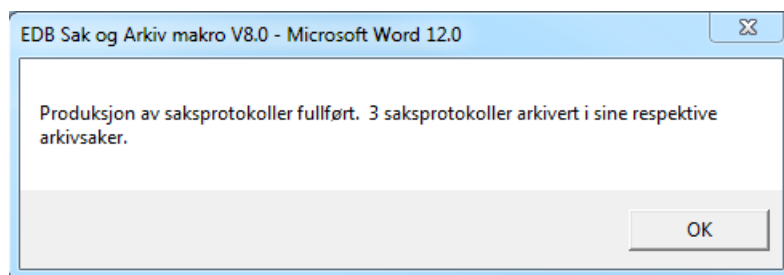 EDB Sak og Arkiv makro V8.0 - Microsoft Word 12.0
Produksjon av saksprotokoller fullført.  3 saksprotokoller arkivert i sine respektive
arkivsaker.
OK